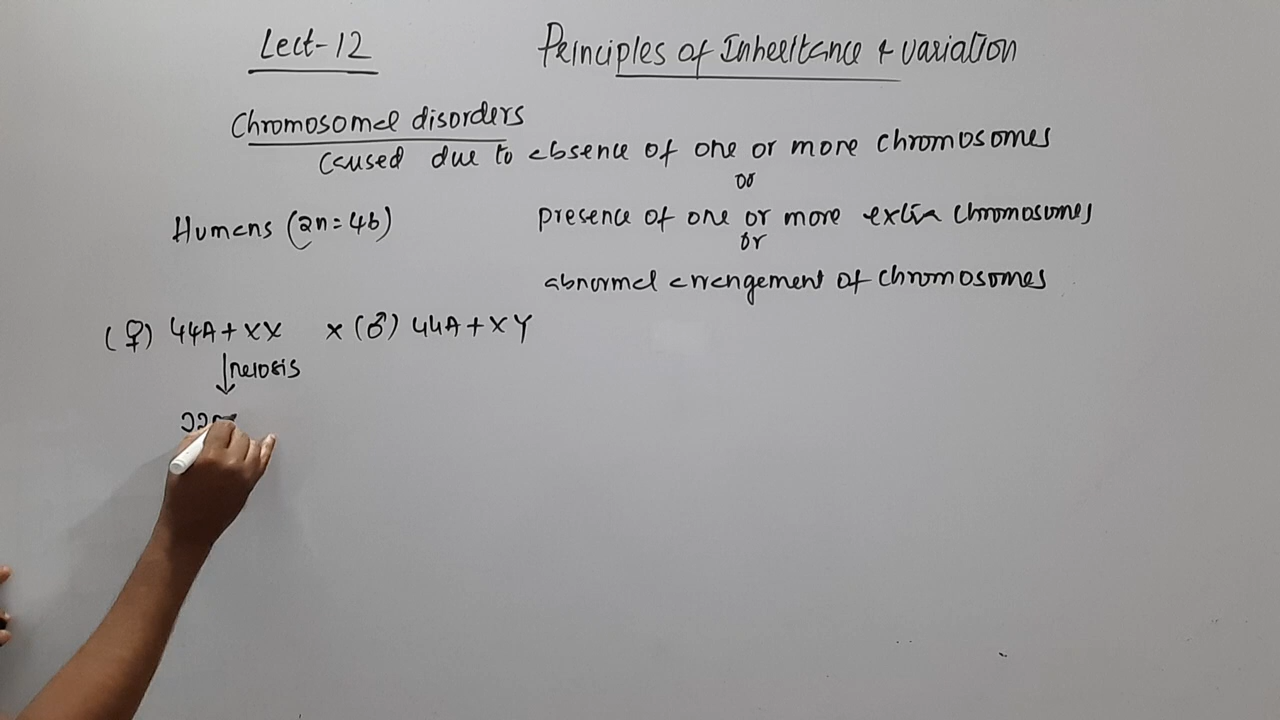 Lect-12
Principles of Inheritance & variation
Chromosomal disorders
Caused due to absence of one or more chromosomes
or
Humans (2n=46)
presence of one or more extra chromosomes
or
abnormal arrangement of chromosomes
(♀) 44A+XX × (♂) 44A+XY
↓meiosis
22